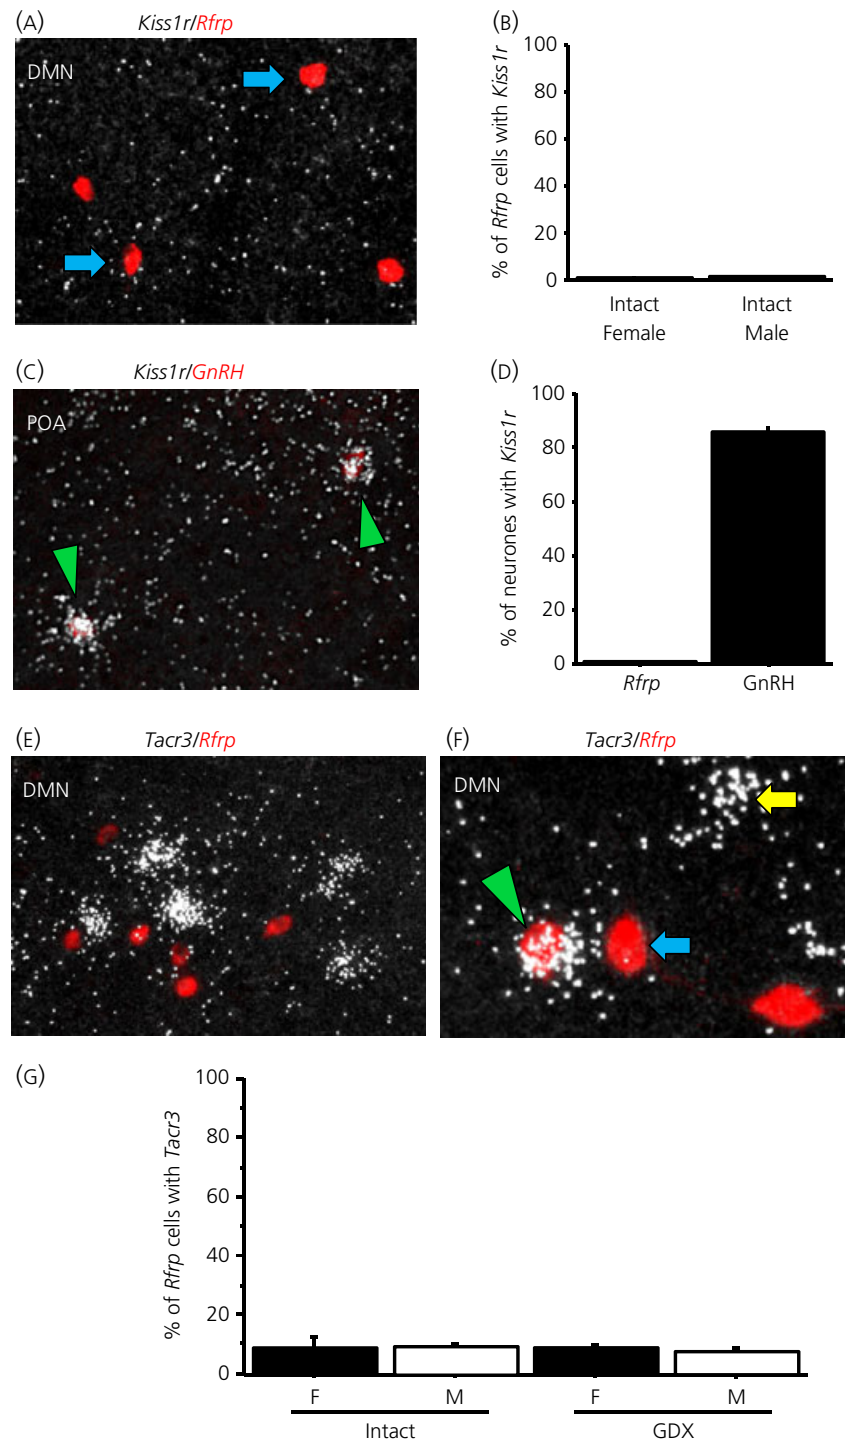 (A)
Kiss1r/Rfrp
DMN
(B)
% of Rfrp cells with Kiss1r
100
80
60
40
20
0
Intact Female
Intact Male
(C)
Kiss1r/GnRH
POA
(D)
% of neurones with Kiss1r
100
80
60
40
20
0
Rfrp
GnRH
(E)
Tacr3/Rfrp
DMN
(F)
Tacr3/Rfrp
DMN
(G)
% of Rfrp cells with Tacr3
100
80
60
40
20
0
F
M
F
M
Intact
GDX